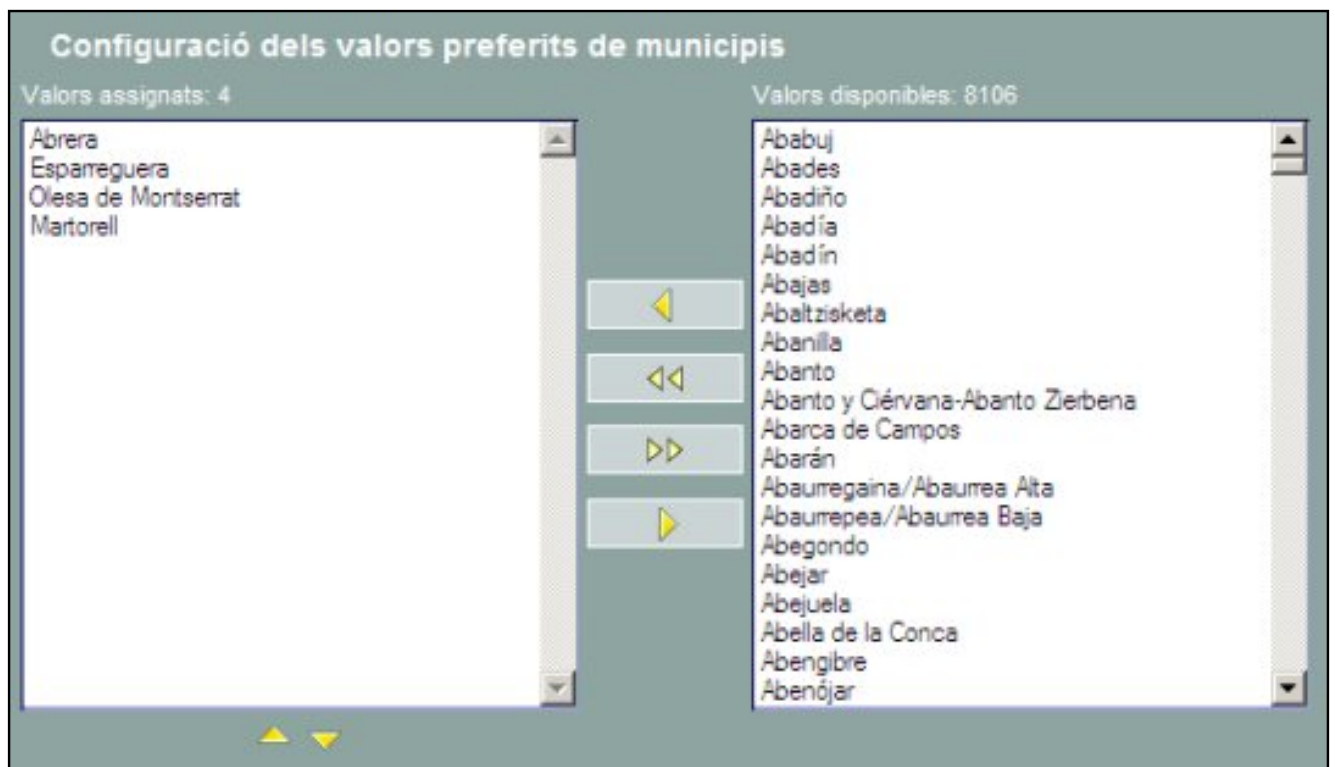 Configuració dels valors preferits de municipis
Valors assignats: 4
Abrera
Esparreguera
Olesa de Montserrat
Martorell
Valors disponibles: 8106
Ababuj
Abades
Abadiño
Abadía
Abadín
Abajas
Abaltzisketa
Abanilla
Abanto
Abanto y Ciérvana-Abanto Zierbena
Abarca de Campos
Abarán
Abaurregaina/Abaurrea Alta
Abaurrepea/Abaurrea Baja
Abegondo
Abejar
Abejuela
Abella de la Conca
Abengibre
Abenójar